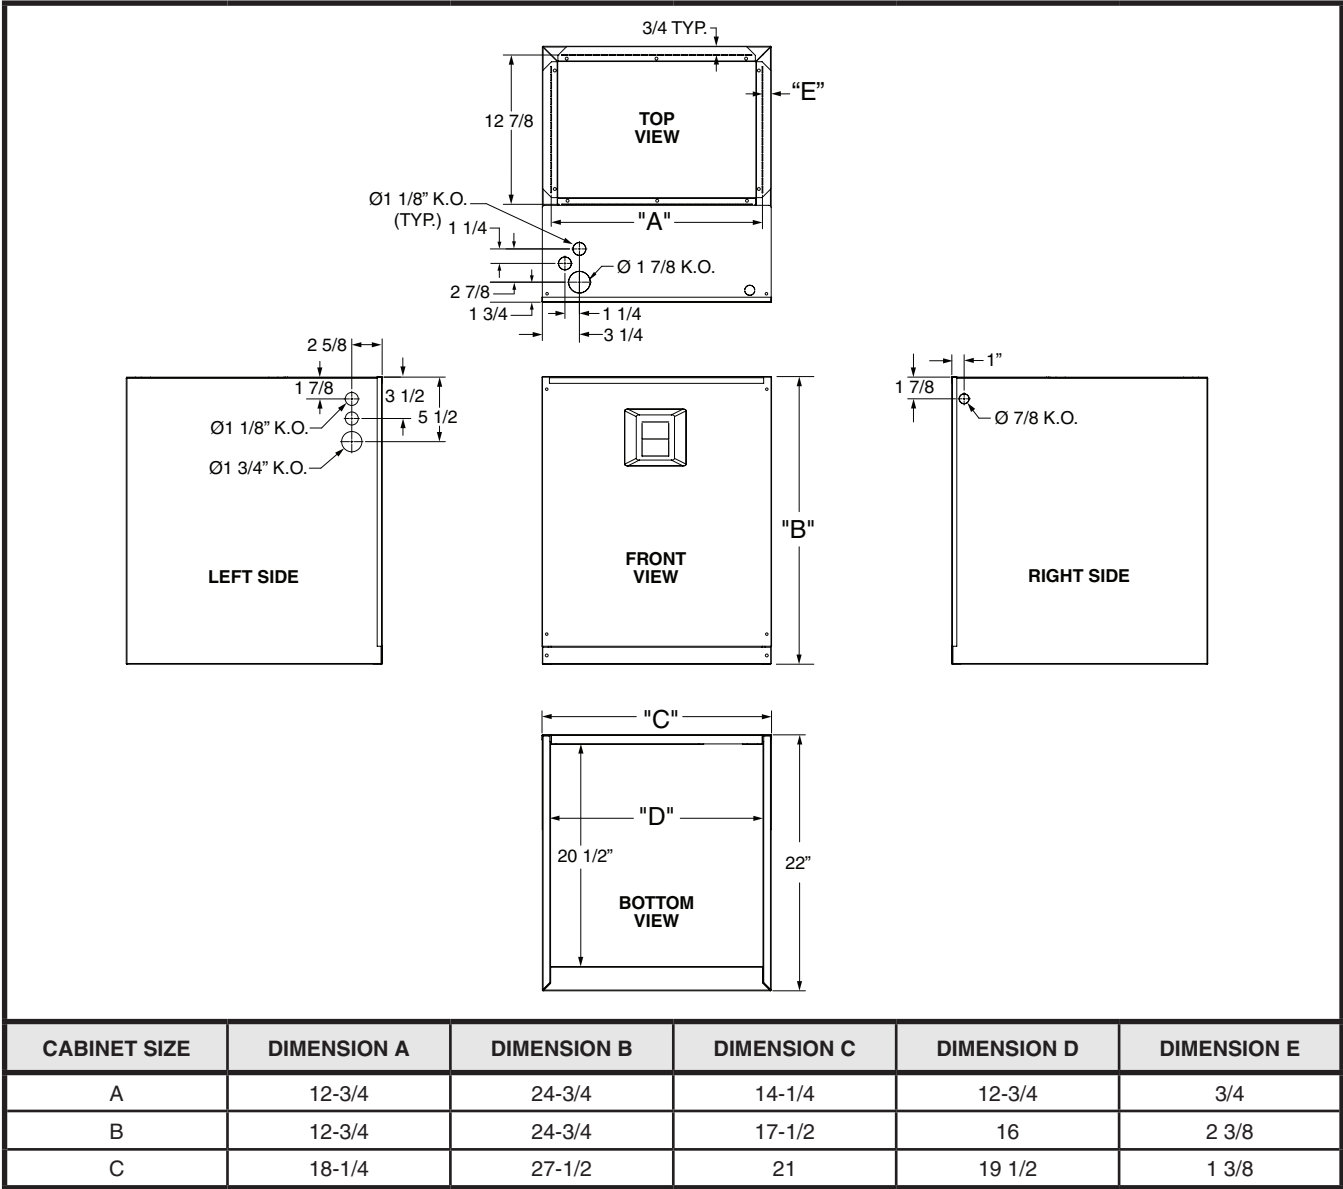 3/4 TYP.
“E”
12 7/8
TOP
VIEW
Ø1 1/8” K.O.
(TYP.)
"A"
1 1/4
Ø 1 7/8 K.O.
2 7/8
1 3/4
1 1/4
3 1/4
2 5/8
1 7/8
3 1/2
5 1/2
Ø1 1/8” K.O.
Ø1 3/4” K.O.
LEFT SIDE
FRONT
VIEW
"B"
1”
1 7/8
Ø 7/8 K.O.
RIGHT SIDE
"C"
"D"
20 1/2”
22”
BOTTOM
VIEW
CABINET SIZE DIMENSION A DIMENSION B DIMENSION C DIMENSION D DIMENSION E
A 12-3/4 24-3/4 14-1/4 12-3/4 3/4
B 12-3/4 24-3/4 17-1/2 16 2 3/8
C 18-1/4 27-1/2 21 19 1/2 1 3/8